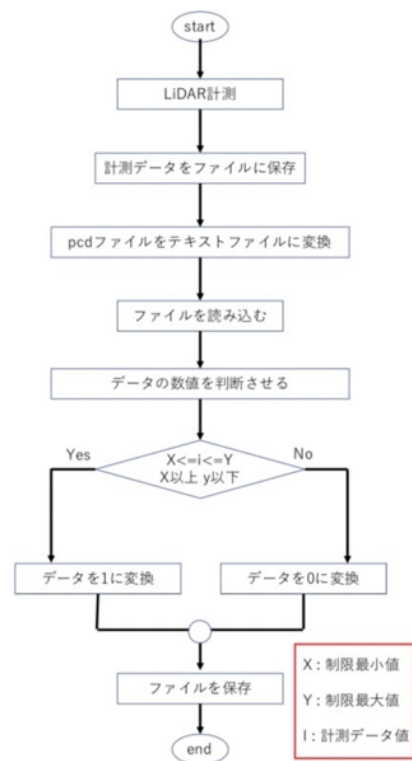 start
LiDAR計測
計測データをファイルに保存
pcdファイルをテキストファイルに変換
ファイルを読み込む
データの数値を判断させる
Yes
X<=i<=Y
X以上 y以下
No
データを1に変換
データを0に変換
ファイルを保存
end
X : 制限最小値
Y : 制限最大値
I : 計測データ値